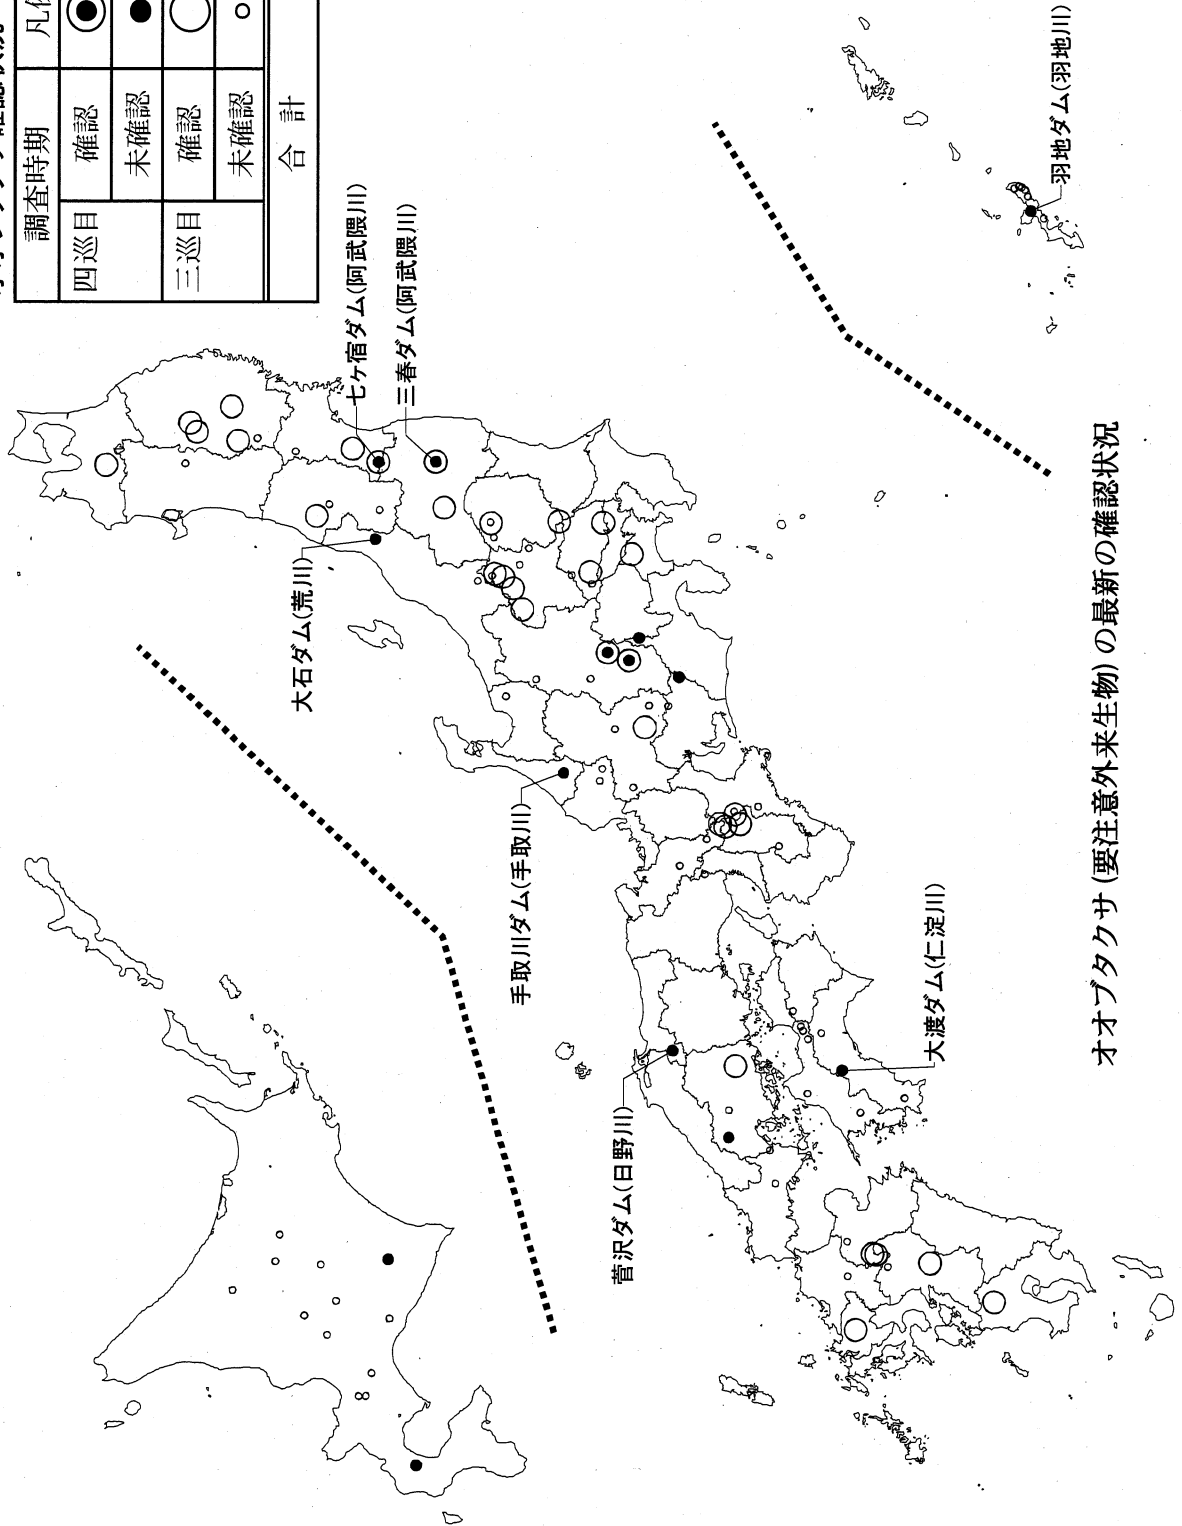 調査時期
凡
四巡目
確認
未確認
三巡目
確認
未確認
合 計
七ヶ宿ダム(阿武隈川)
三春ダム(阿武隈川)
大石ダム(荒川)
手取川ダム(手取川)
菅沢ダム(日野川)
大渡ダム(仁淀川)
羽地ダム(羽地川)
オオブタクサ(要注意外来生物)の最新の確認状況